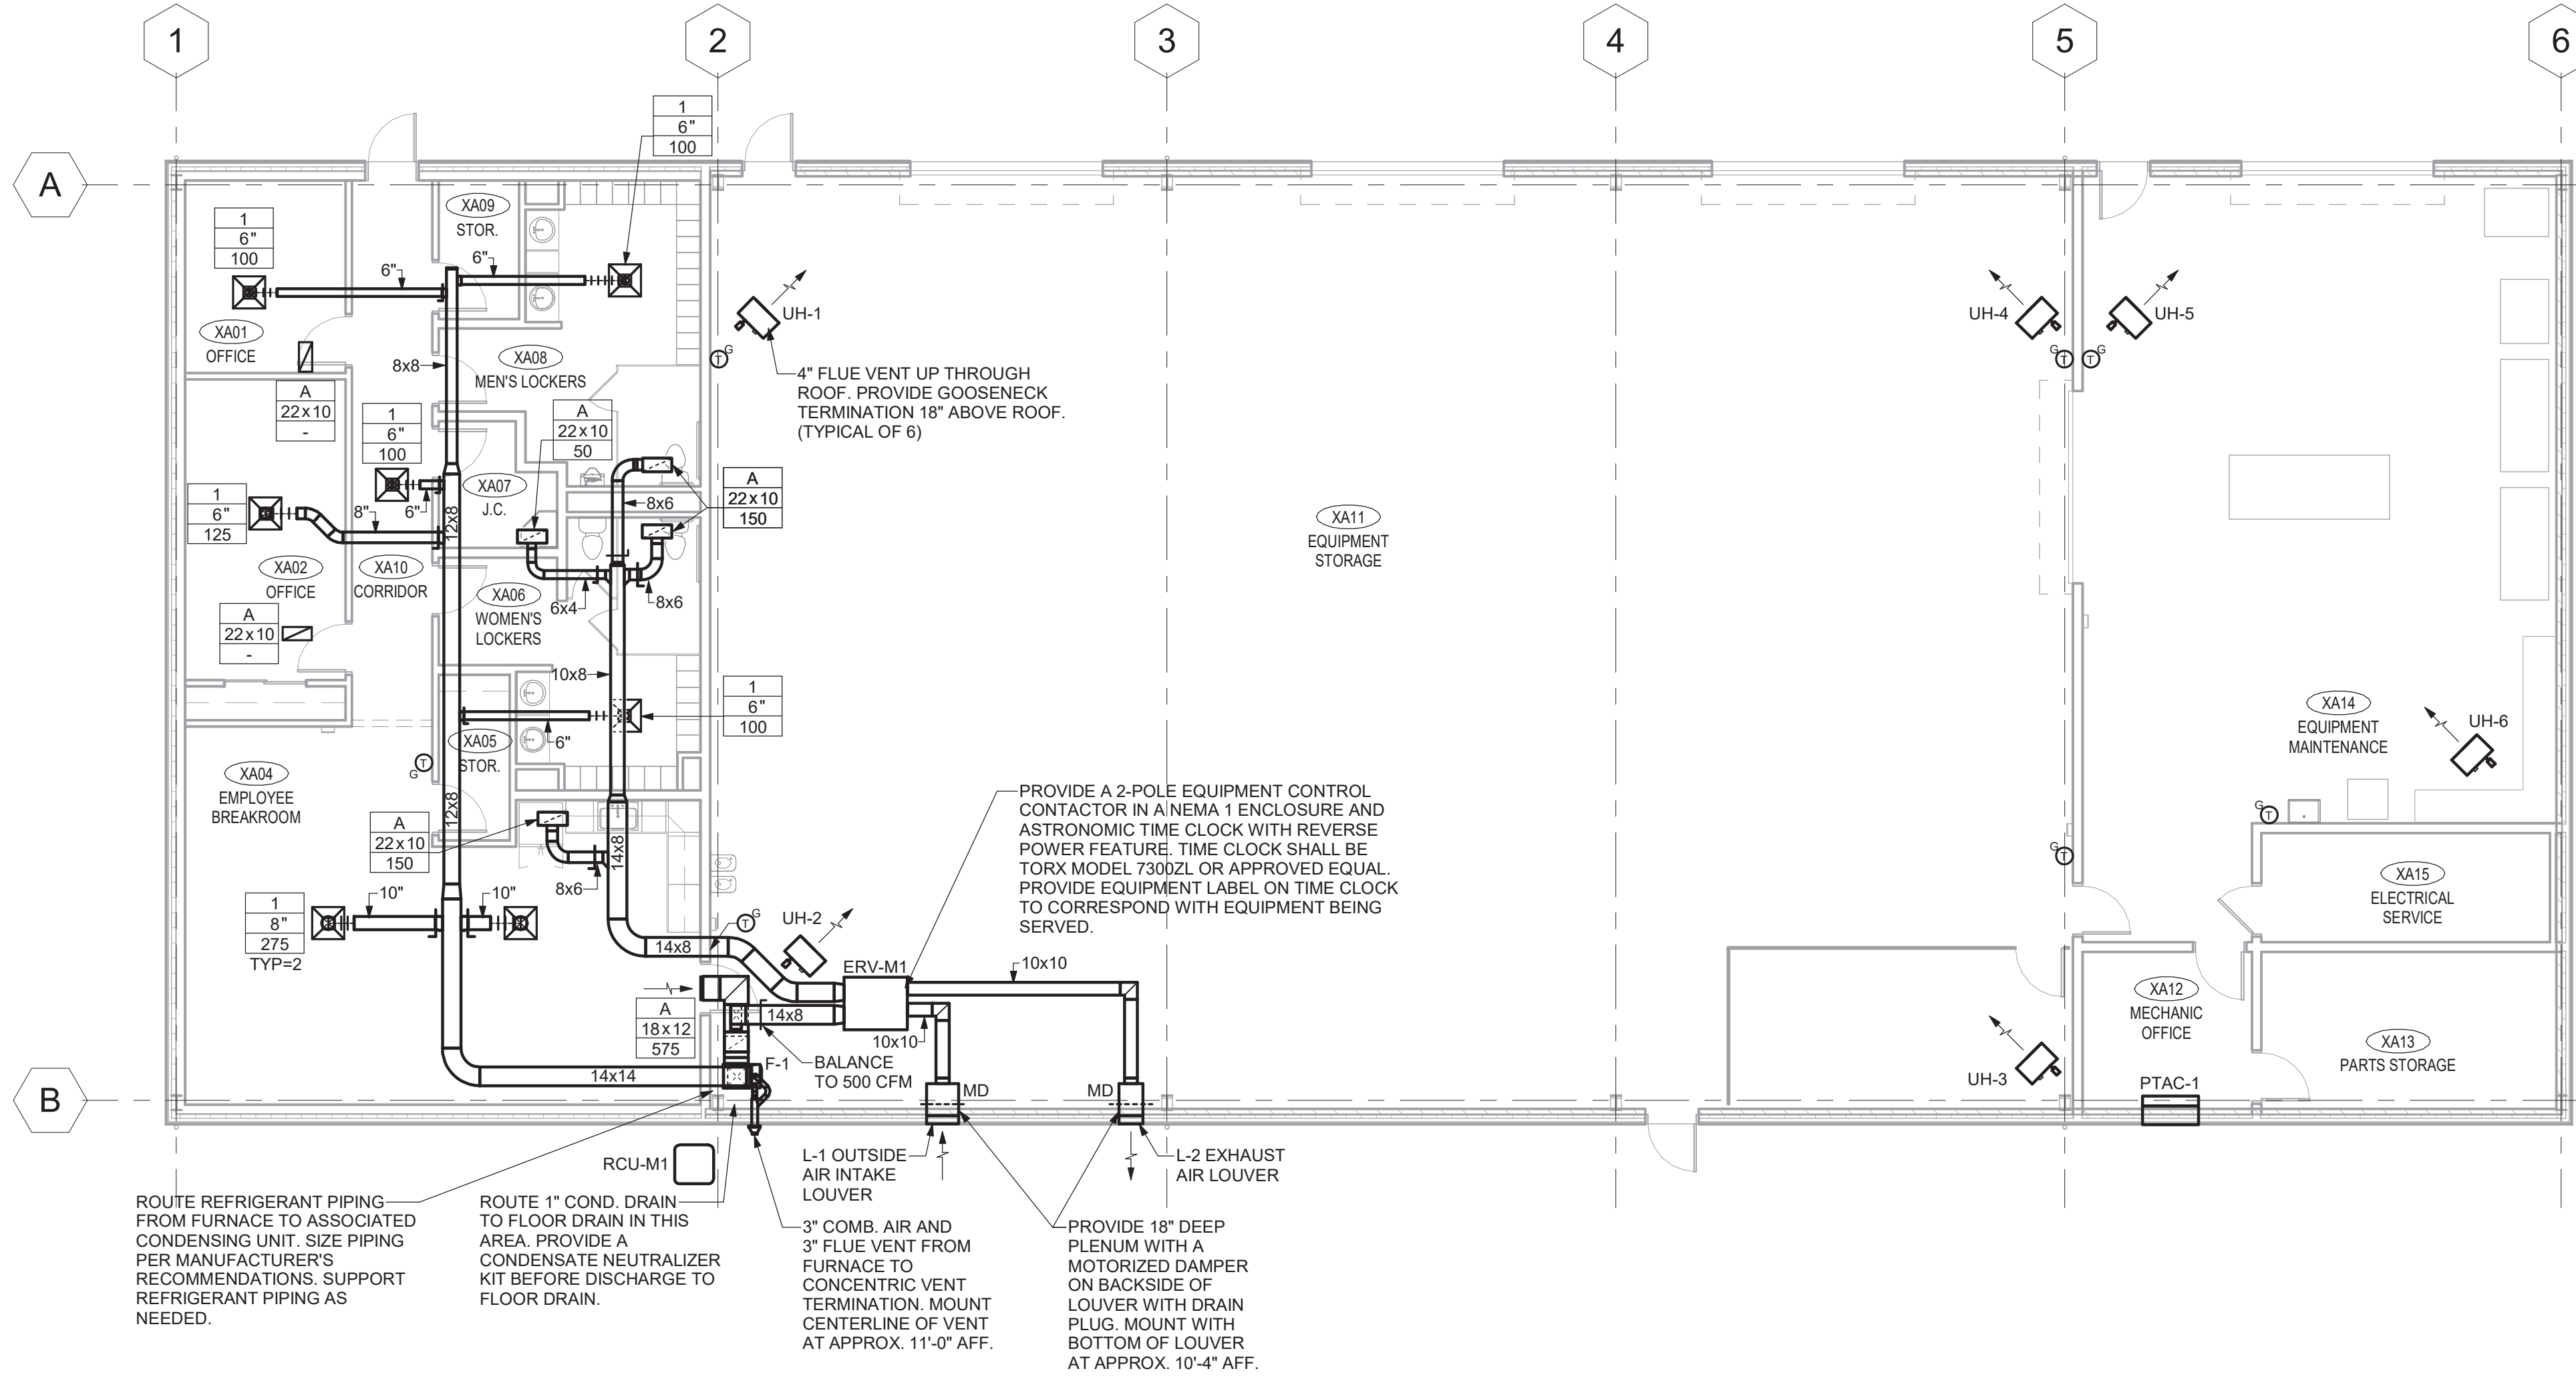 1
2
3
4
5
6
A
B
1
6"
100
XA09
STOR.
1
6"
100
6"
6"
XA01
OFFICE
8x8
XA08
MEN'S LOCKERS
A
22x10
-
1
6"
100
A
22x10
50
UH-1
G
T
4" FLUE VENT UP THROUGH
ROOF. PROVIDE GOOSENECK
TERMINATION 18" ABOVE ROOF.
(TYPICAL OF 6)
UH-4
UH-5
G
T
T
G
1
6"
125
8"
6"
12x8
XA07
J.C.
8x6
A
22x10
150
XA02
OFFICE
XA10
CORRIDOR
XA06
WOMEN'S
LOCKERS
6x4
8x6
XA11
EQUIPMENT
STORAGE
A
22x10
-
10x8
1
6"
100
6"
XA05
STOR.
G
T
XA04
EMPLOYEE
BREAKROOM
12x8
A
22x10
150
8x6
14x8
PROVIDE A 2-POLE EQUIPMENT CONTROL
CONTACTOR IN A NEMA 1 ENCLOSURE AND
ASTRONOMIC TIME CLOCK WITH REVERSE
POWER FEATURE. TIME CLOCK SHALL BE
TORX MODEL 7300ZL OR APPROVED EQUAL.
PROVIDE EQUIPMENT LABEL ON TIME CLOCK
TO CORRESPOND WITH EQUIPMENT BEING
SERVED.
XA14
EQUIPMENT
MAINTENANCE
UH-6
G
T
G
T
XA15
ELECTRICAL
SERVICE
1
8"
275
TYP=2
10"
10"
14x8
T
G
UH-2
ERV-M1
10x10
A
18x12
575
14x8
10x10
F-1
BALANCE
TO 500 CFM
14x14
MD
MD
XA12
MECHANIC
OFFICE
XA13
PARTS STORAGE
UH-3
PTAC-1
RCU-M1
L-1 OUTSIDE
AIR INTAKE
LOUVER
L-2 EXHAUST
AIR LOUVER
ROUTE REFRIGERANT PIPING
FROM FURNACE TO ASSOCIATED
CONDENSING UNIT. SIZE PIPING
PER MANUFACTURER'S
RECOMMENDATIONS. SUPPORT
REFRIGERANT PIPING AS
NEEDED.
ROUTE 1" COND. DRAIN
TO FLOOR DRAIN IN THIS
AREA. PROVIDE A
CONDENSATE NEUTRALIZER
KIT BEFORE DISCHARGE TO
FLOOR DRAIN.
3" COMB. AIR AND
3" FLUE VENT FROM
FURNACE TO
CONCENTRIC VENT
TERMINATION. MOUNT
CENTERLINE OF VENT
AT APPROX. 11'-0" AFF.
PROVIDE 18" DEEP
PLENUM WITH A
MOTORIZED DAMPER
ON BACKSIDE OF
LOUVER WITH DRAIN
PLUG. MOUNT WITH
BOTTOM OF LOUVER
AT APPROX. 10'-4" AFF.